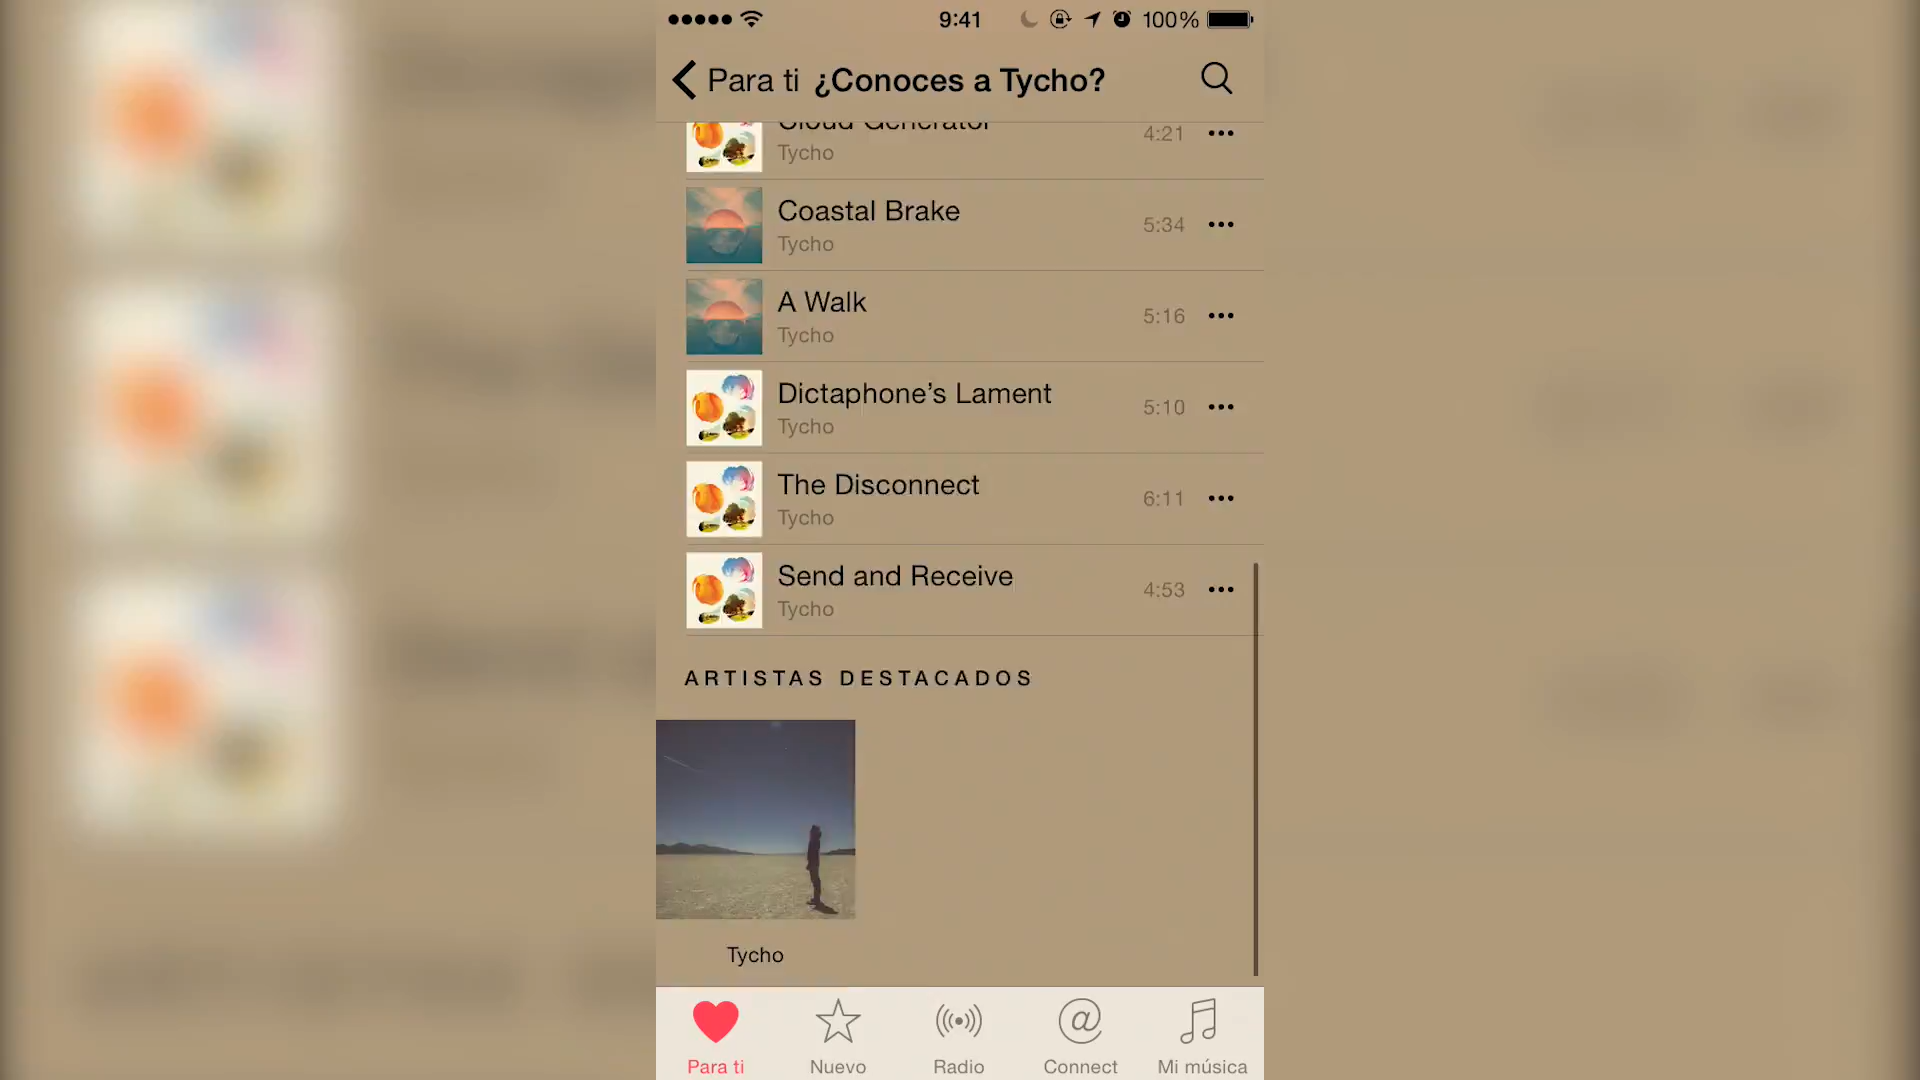 9:41 100%
Para ti ¿Conoces a Tycho?
Cloud Generator 4:21
Tycho
Coastal Brake 5:34
Tycho
A Walk 5:16
Tycho
Dictaphone’s Lament 5:10
Tycho
The Disconnect 6:11
Tycho
Send and Receive 4:53
Tycho
ARTISTAS DESTACADOS
Tycho
Para ti Nuevo Radio Connect Mi música